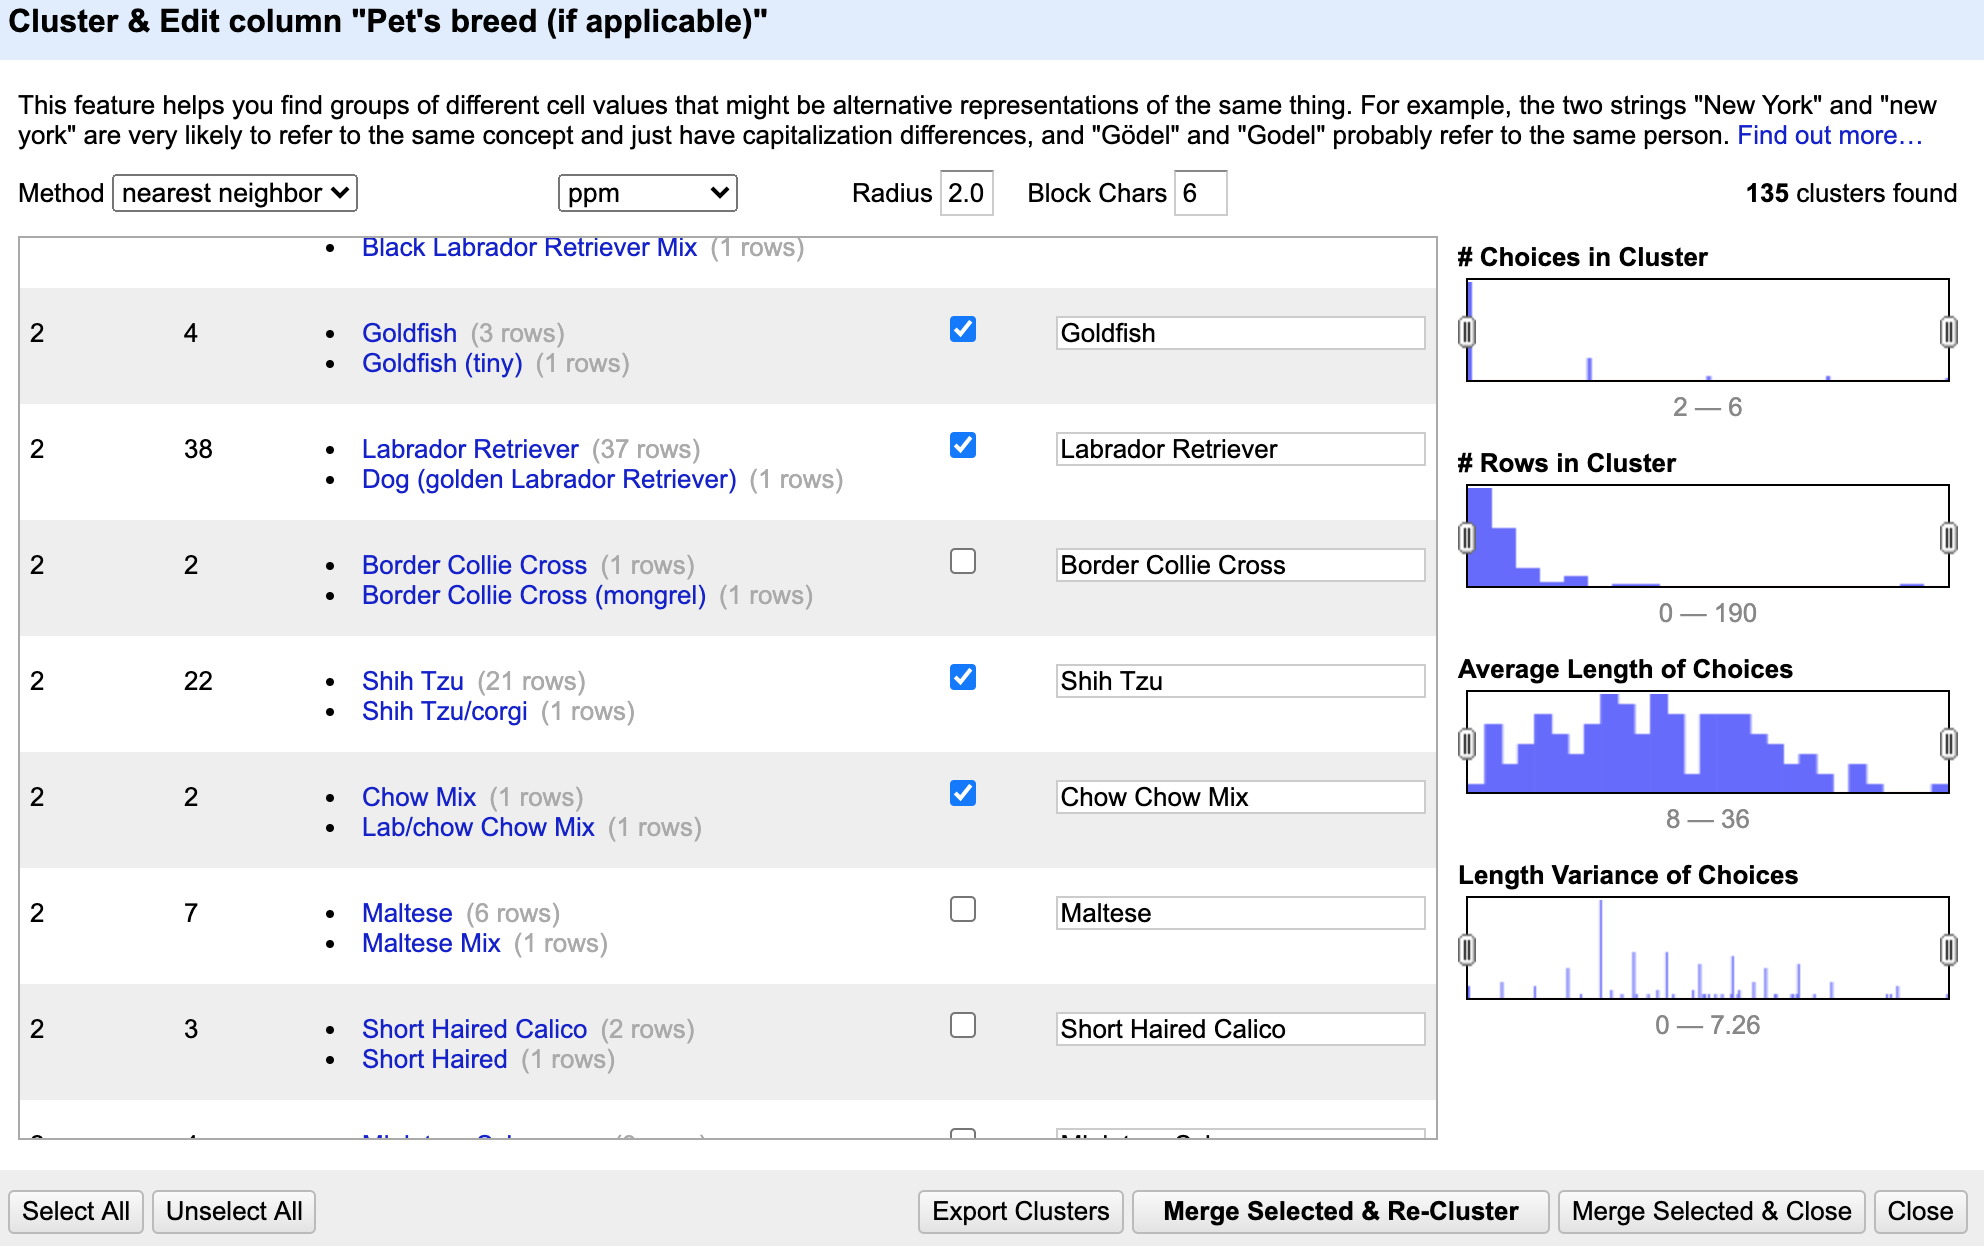 Cluster & Edit column "Pet's breed (if applicable)"
This feature helps you find groups of different cell values that might be alternative representations of the same thing. For example, the two strings "New York" and "new
york" are very likely to refer to the same concept and just have capitalization differences, and "Gödel" and "Godel" probably refer to the same person. Find out more…
Method nearest neighbor ppm Radius 2.0 Block Chars 6 135 clusters found
• Black Labrador Retriever Mix (1 rows)
2 4 • Goldfish (3 rows) Goldfish
• Goldfish (tiny) (1 rows)
2 38 • Labrador Retriever (37 rows) Labrador Retriever
• Dog (golden Labrador Retriever) (1 rows)
2 2 • Border Collie Cross (1 rows) Border Collie Cross
• Border Collie Cross (mongrel) (1 rows)
2 22 • Shih Tzu (21 rows) Shih Tzu
• Shih Tzu/corgi (1 rows)
2 2 • Chow Mix (1 rows) Chow Chow Mix
• Lab/chow Chow Mix (1 rows)
2 7 • Maltese (6 rows) Maltese
• Maltese Mix (1 rows)
2 3 • Short Haired Calico (2 rows) Short Haired Calico
• Short Haired (1 rows)
# Choices in Cluster
2 — 6
# Rows in Cluster
0 — 190
Average Length of Choices
8 — 36
Length Variance of Choices
0 — 7.26
Select All Unselect All Export Clusters Merge Selected & Re-Cluster Merge Selected & Close Close